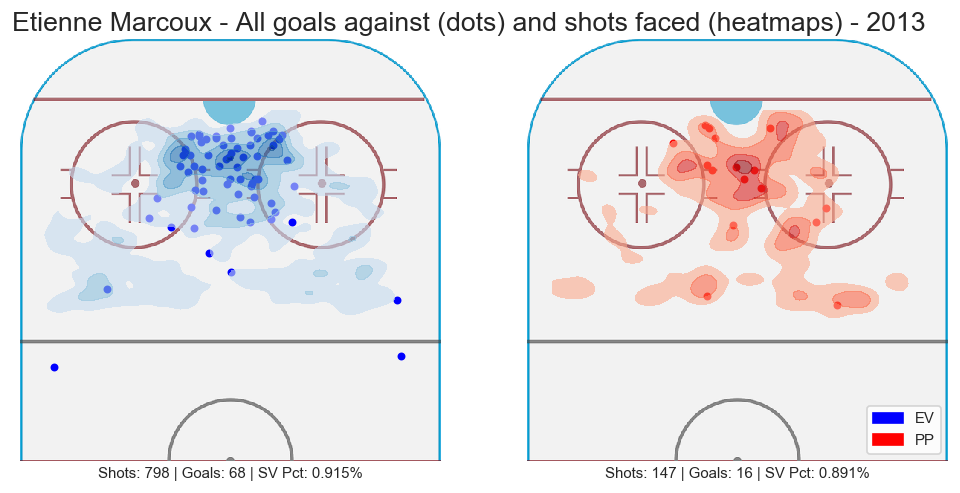 Etienne Marcoux - All goals against (dots) and shots faced (heatmaps) - 2013
EV
PP
Shots: 798 | Goals: 68 | SV Pct: 0.915%
Shots: 147 | Goals: 16 | SV Pct: 0.891%